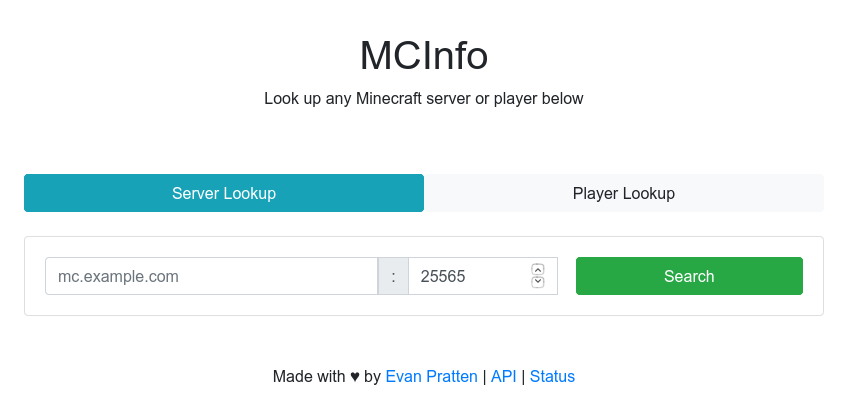 MCInfo
Look up any Minecraft server or player below
Server Lookup Player Lookup
mc.example.com : 25565 Search
Made with ♥ by Evan Pratten | API | Status